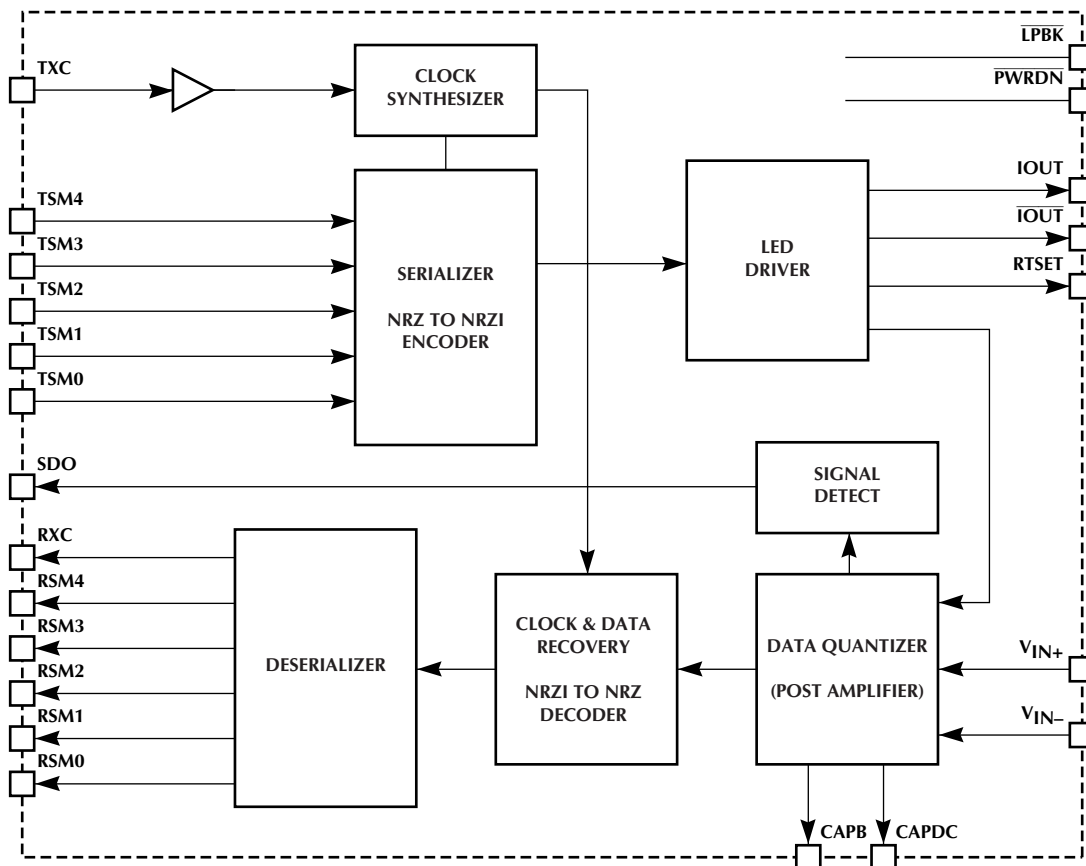 LPBK
TXC
CLOCK
SYNTHESIZER
PWRDN
IOUT
TSM4
IOUT
TSM3
LED
DRIVER
RTSET
SERIALIZER
TSM2
NRZ TO NRZI
ENCODER
TSM1
TSM0
SDO
SIGNAL
DETECT
RXC
RSM4
RSM3
CLOCK & DATA
RECOVERY
NRZI TO NRZ
DECODER
DATA QUANTIZER
(POST AMPLIFIER)
VIN+
DESERIALIZER
RSM2
RSM1
VIN–
RSM0
CAPB
CAPDC